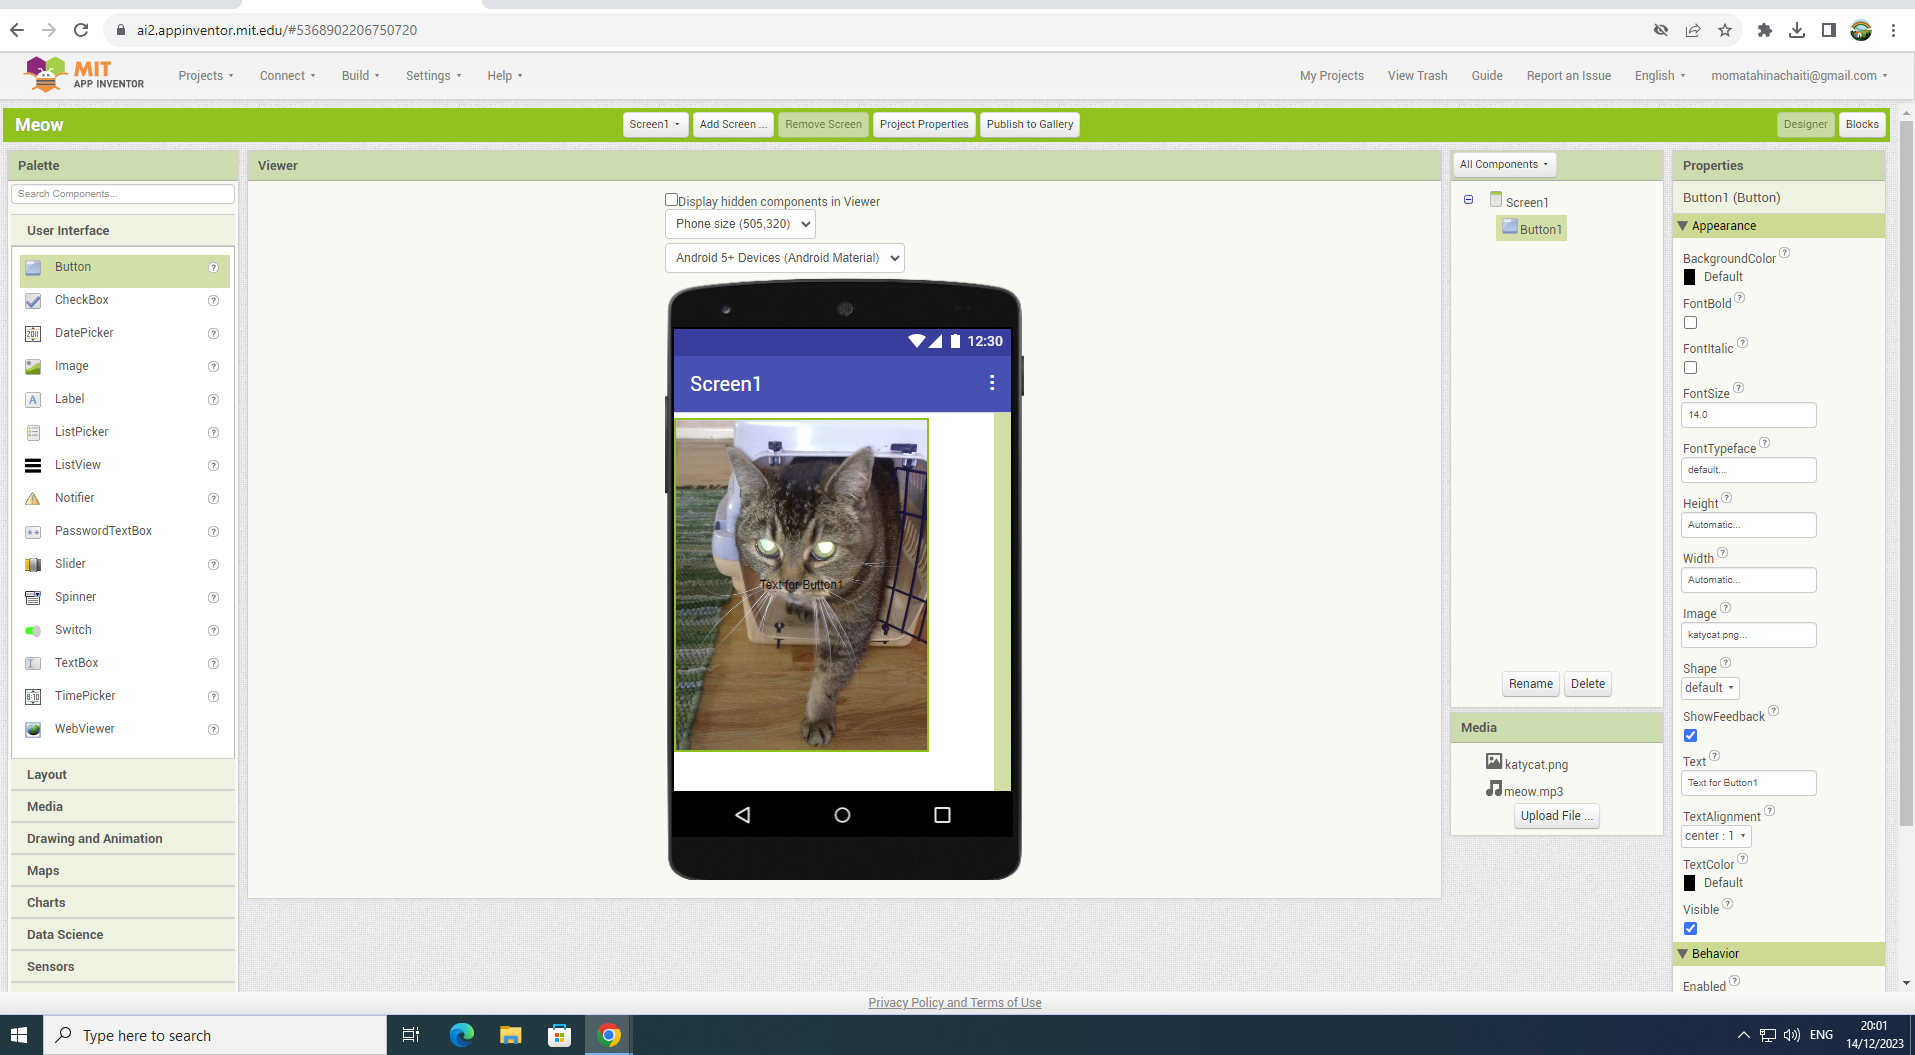 ai2.appinventor.mit.edu/#5368902206750720
MIT
APP INVENTOR
Projects
Connect
Build
Settings
Help
My Projects
View Trash
Guide
Report an Issue
English
momatahinachaiti@gmail.com
Meow
Screen1
Add Screen ...
Remove Screen
Project Properties
Publish to Gallery
Designer
Blocks
Palette
Search Components...
User Interface
Button
CheckBox
DatePicker
Image
Label
ListPicker
ListView
Notifier
PasswordTextBox
Slider
Spinner
Switch
TextBox
TimePicker
WebViewer
Layout
Media
Drawing and Animation
Maps
Charts
Data Science
Sensors
Viewer
Display hidden components in Viewer
Phone size (505,320)
Android 5+ Devices (Android Material)
12:30
Screen1
Text for Button1
All Components
Screen1
Button1
Rename
Delete
Media
katycat.png
meow.mp3
Upload File ...
Properties
Button1 (Button)
Appearance
BackgroundColor
Default
FontBold
FontItalic
FontSize
14.0
FontTypeface
default...
Height
Automatic...
Width
Automatic...
Image
katycat.png...
Shape
default
ShowFeedback
Text
Text for Button1
TextAlignment
center : 1
TextColor
Default
Visible
Behavior
Enabled
Privacy Policy and Terms of Use
Type here to search
ENG
20:01
14/12/2023